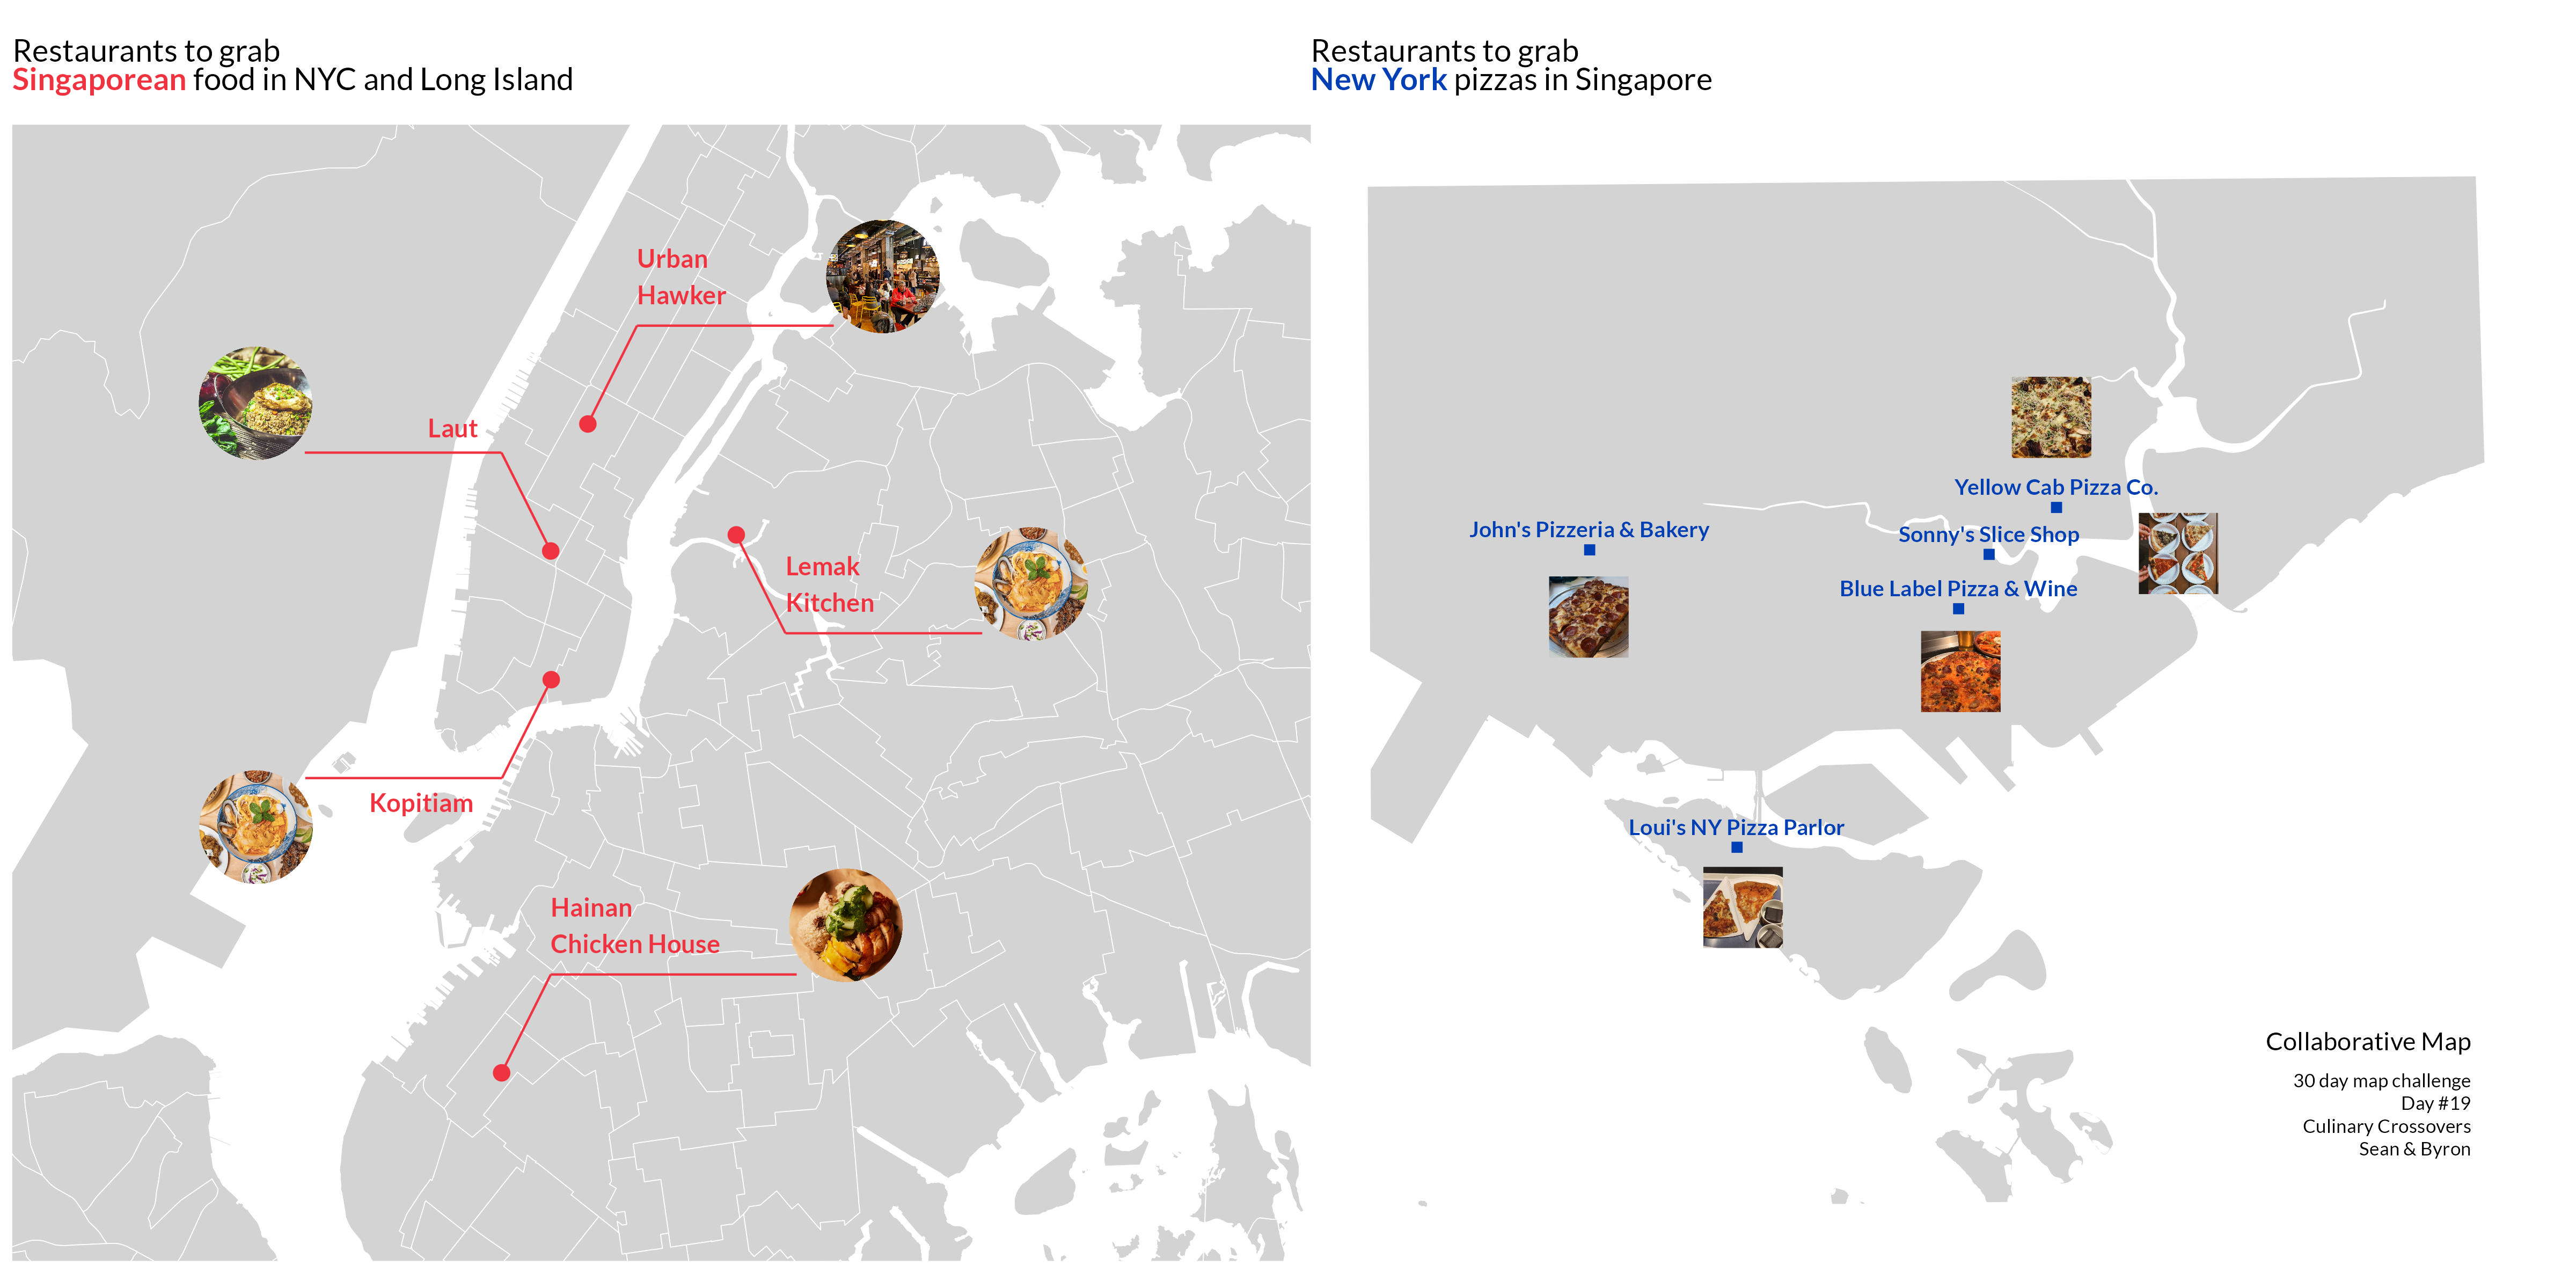 Restaurants to grab
Singaporean food in NYC and Long Island
Urban
Hawker
Laut
Lemak
Kitchen
Kopitiam
Hainan
Chicken House
Restaurants to grab
New York pizzas in Singapore
Yellow Cab Pizza Co.
John's Pizzeria & Bakery
Sonny's Slice Shop
Blue Label Pizza & Wine
Loui's NY Pizza Parlor
Collaborative Map
30 day map challenge
Day #19
Culinary Crossovers
Sean & Byron